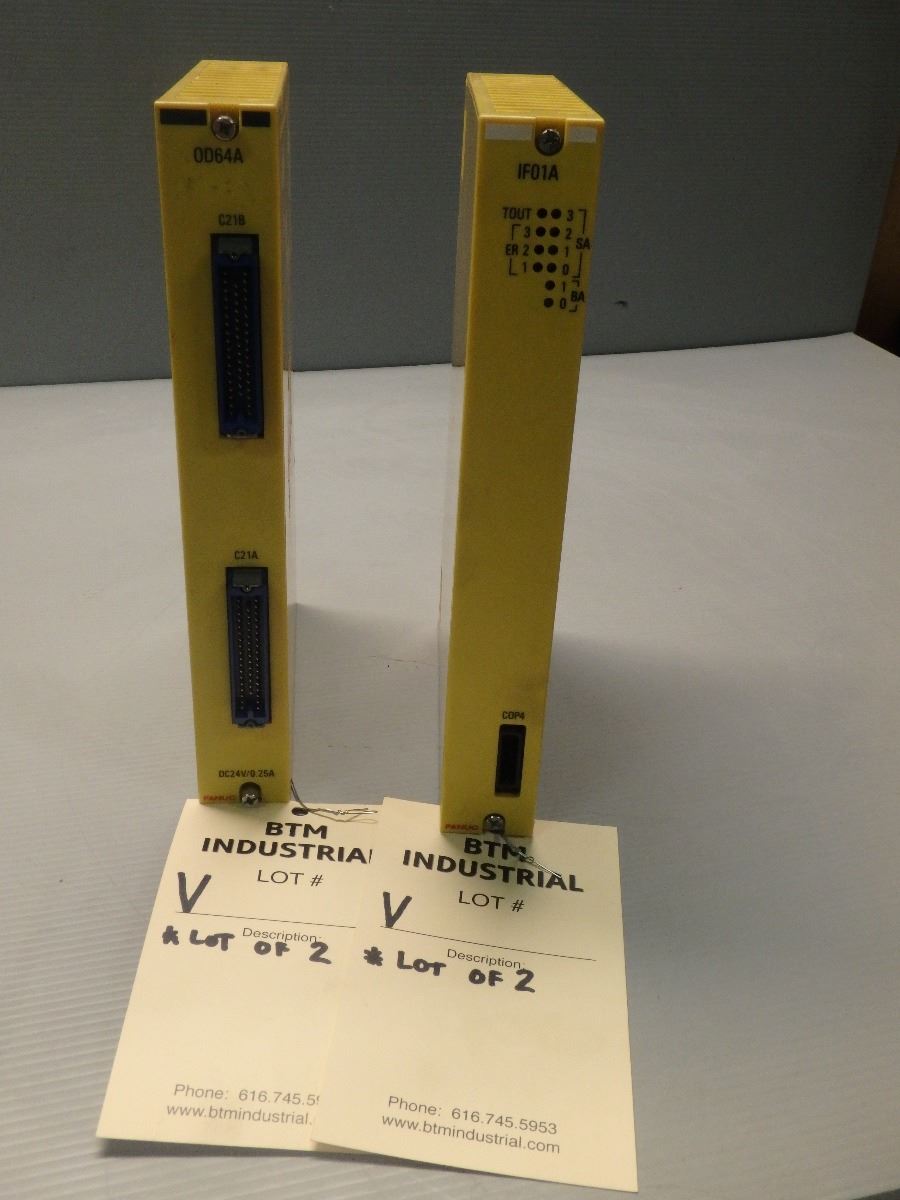 OD64A
C21B
C21A
DC24V/0.25A
FANUC
IF01A
TOUT 3
3 2 SA
ER 2 1
1 0
1 BA
0
COP4
FANUC
BTM
INDUSTRIA
LOT #
V
Description:
* LOT OF 2
Phone: 616.745.5
www.btmindustrial.
BTM
INDUSTRIAL
LOT #
V
Description:
* LOT OF 2
Phone: 616.745.5953
www.btmindustrial.com